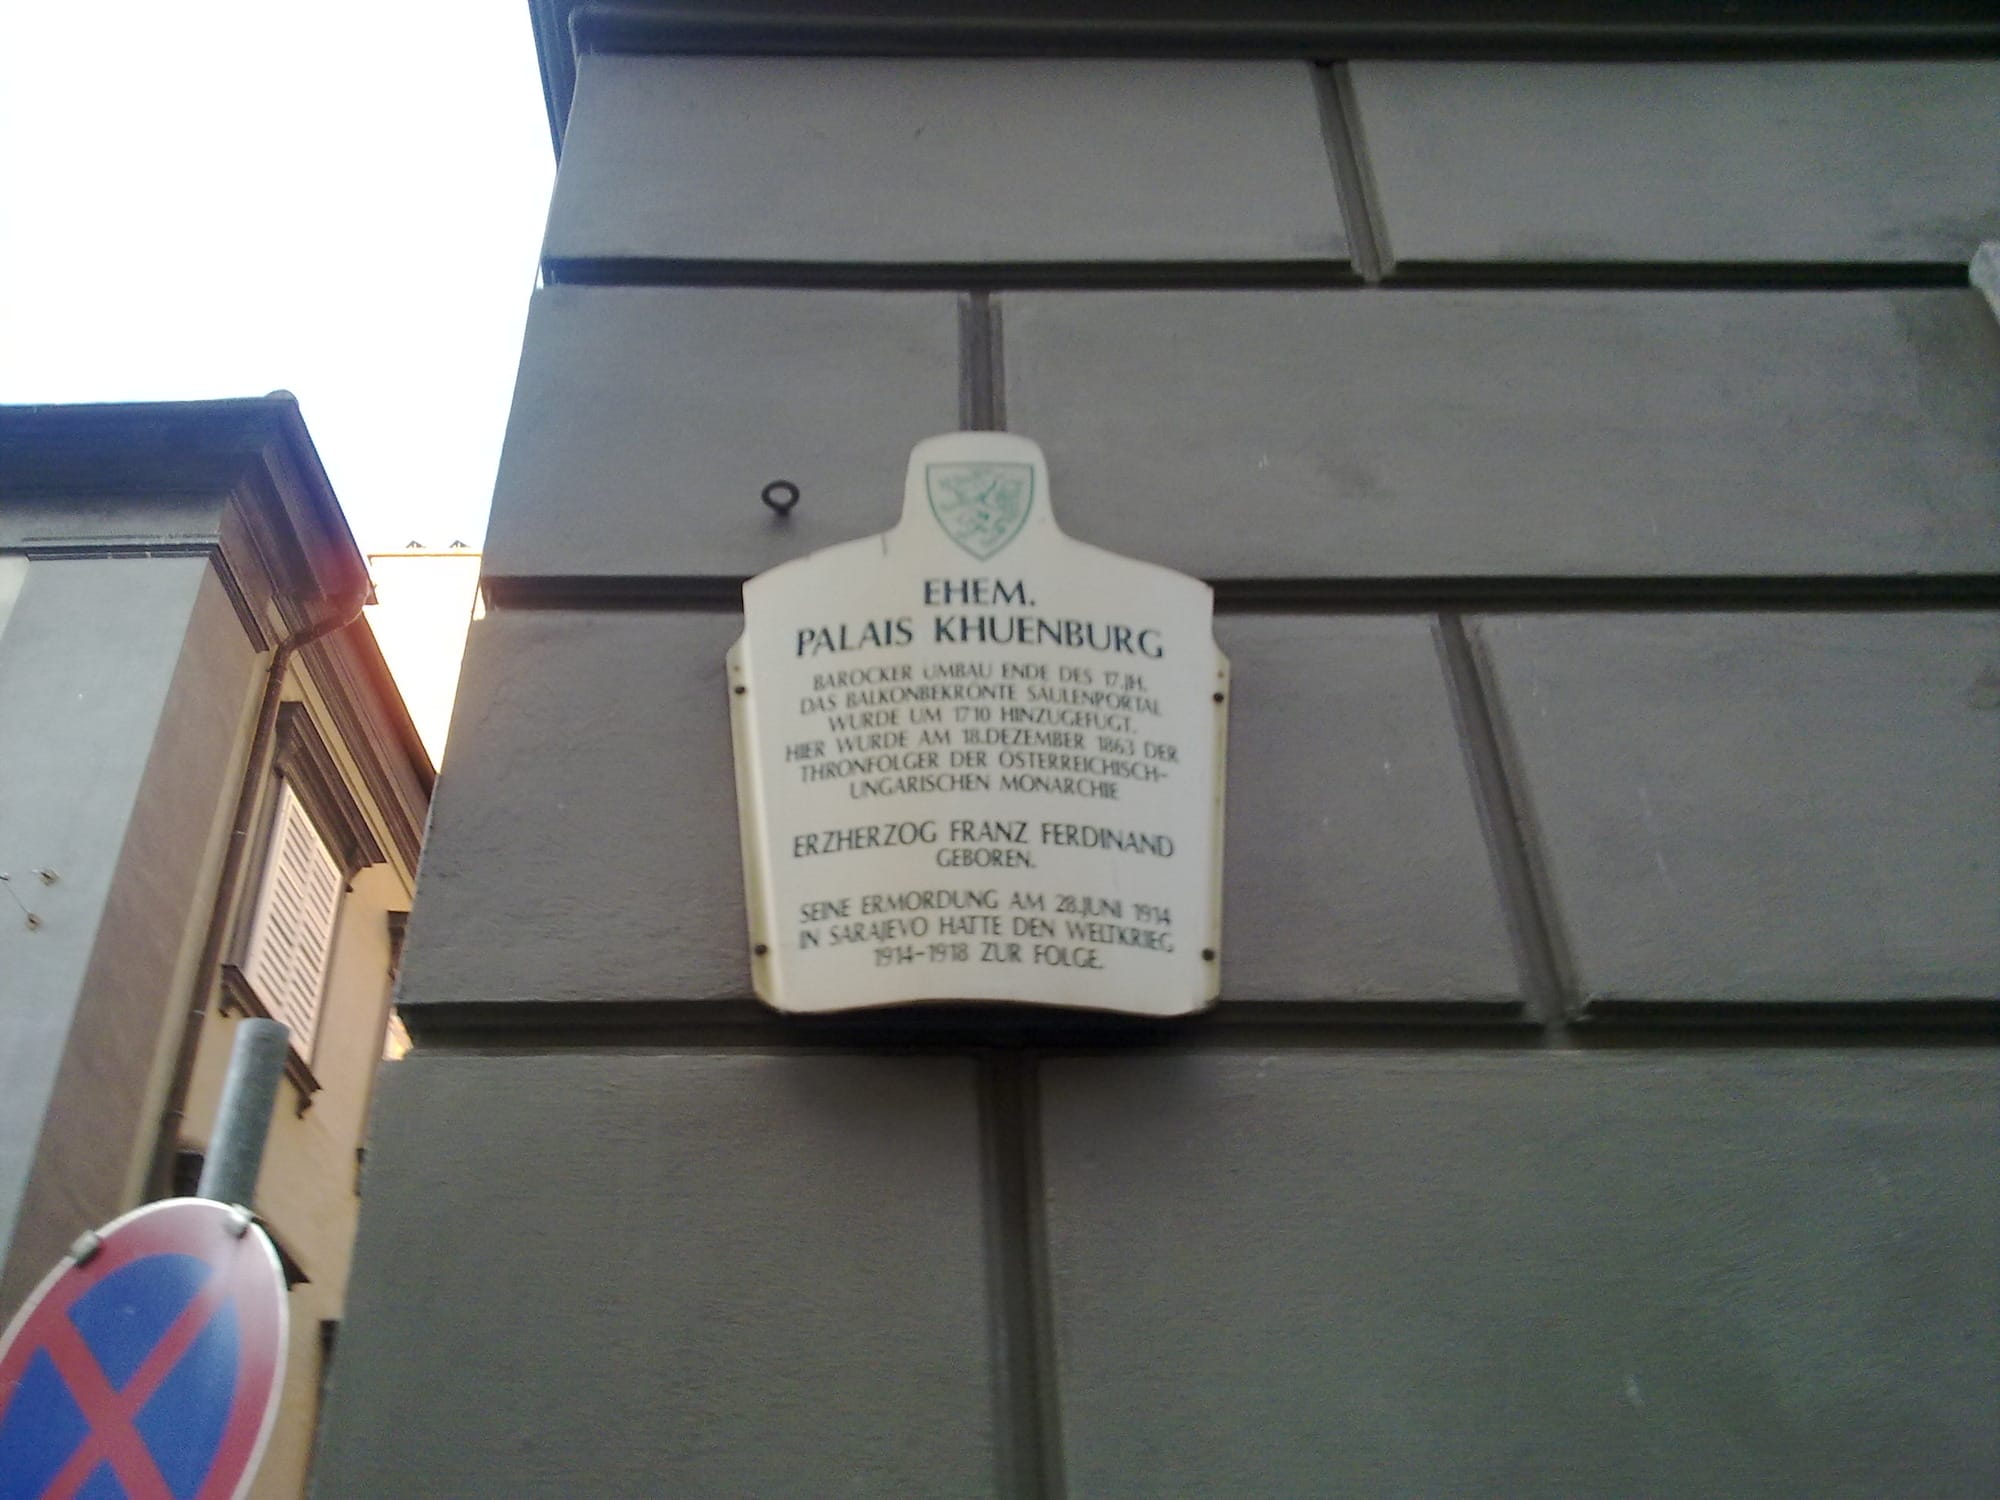 EHEM.
PALAIS KHUENBURG
BAROCKER UMBAU ENDE DES 17.JH.
DAS BALKONBEKRÖNTE SÄULENPORTAL
WURDE UM 1710 HINZUGEFÜGT.
HIER WURDE AM 18.DEZEMBER 1863 DER
THRONFOLGER DER ÖSTERREICHISCH-
UNGARISCHEN MONARCHIE
ERZHERZOG FRANZ FERDINAND
GEBOREN.
SEINE ERMORDUNG AM 28.JUNI 1914
IN SARAJEVO HATTE DEN WELTKRIEG
1914-1918 ZUR FOLGE.